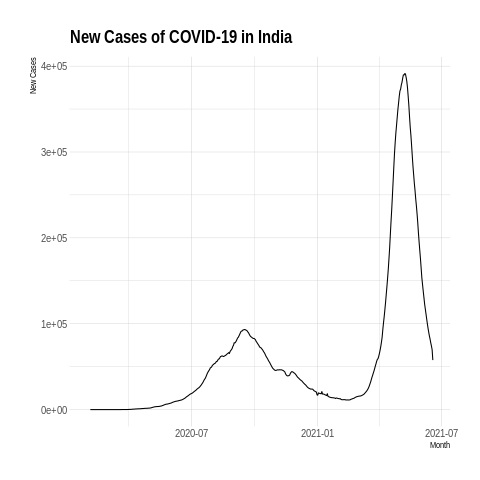 New Cases of COVID-19 in India
New Cases
4e+05
3e+05
2e+05
1e+05
0e+00
2020-07
2021-01
2021-07
Month